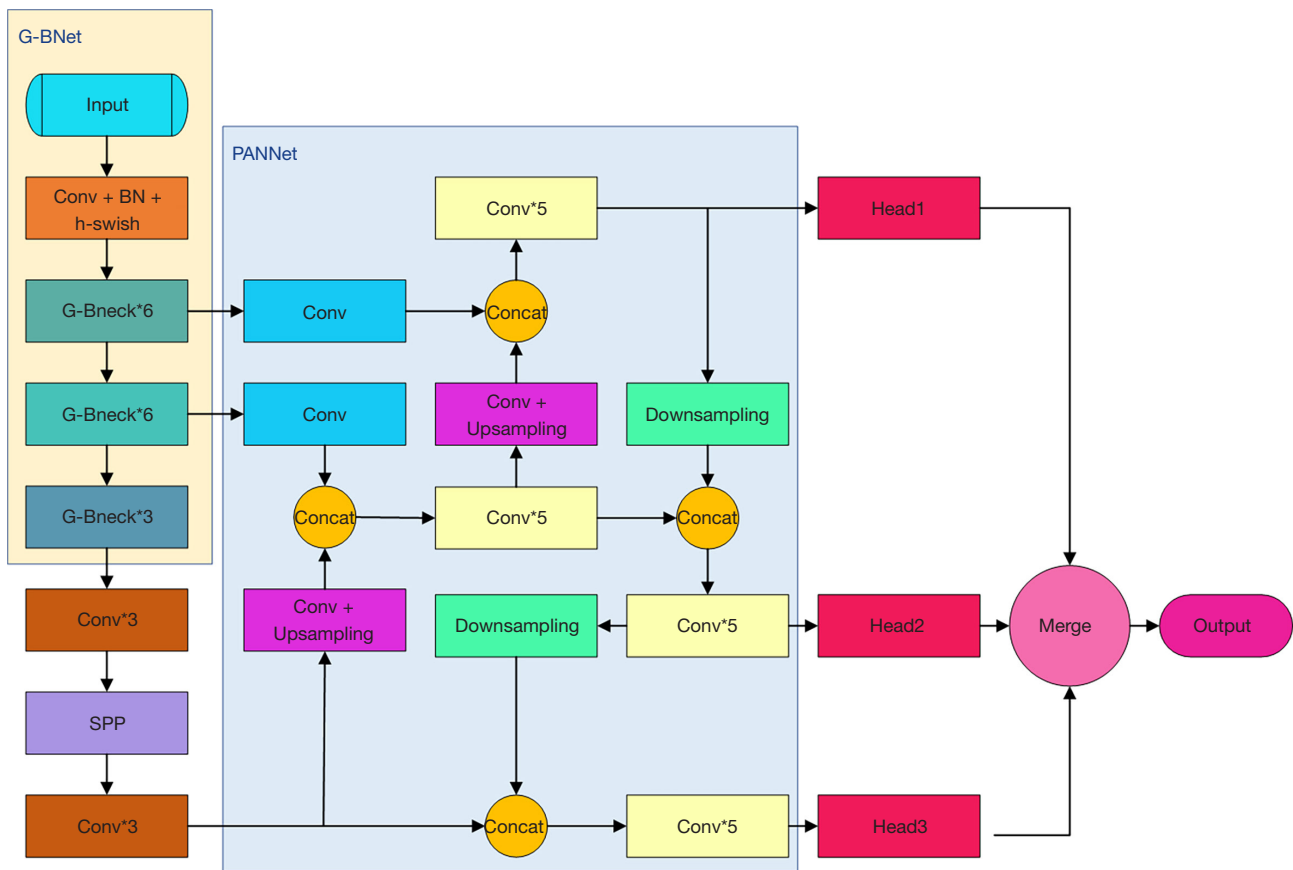 G-BNet
Input
PANNet
Conv + BN +
h-swish
Conv*5
Head1
G-Bneck*6
Conv
Concat
G-Bneck*6
Conv
Conv +
Upsampling
Downsampling
G-Bneck*3
Concat
Conv*5
Concat
Conv*3
Conv +
Upsampling
Downsampling
Conv*5
Head2
Merge
Output
SPP
Conv*3
Concat
Conv*5
Head3